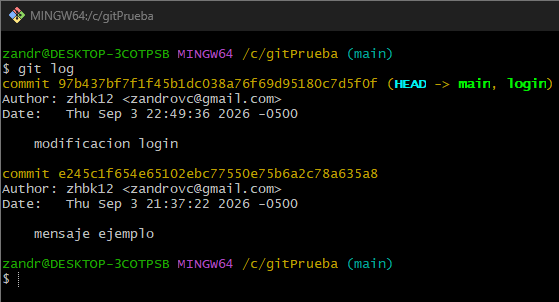 MINGW64:/c/gitPrueba
zandr@DESKTOP-3COTPSB MINGW64 /c/gitPrueba (main)
$ git log
commit 97b437bf7f1f45b1dc038a76f69d95180c7d5f0f (HEAD -> main, login)
Author: zhbk12 <zandrovc@gmail.com>
Date:   Thu Sep 3 22:49:36 2026 -0500
    modificacion login
commit e245c1f654e65102ebc77550e75b6a2c78a635a8
Author: zhbk12 <zandrovc@gmail.com>
Date:   Thu Sep 3 21:37:22 2026 -0500
    mensaje ejemplo
zandr@DESKTOP-3COTPSB MINGW64 /c/gitPrueba (main)
$